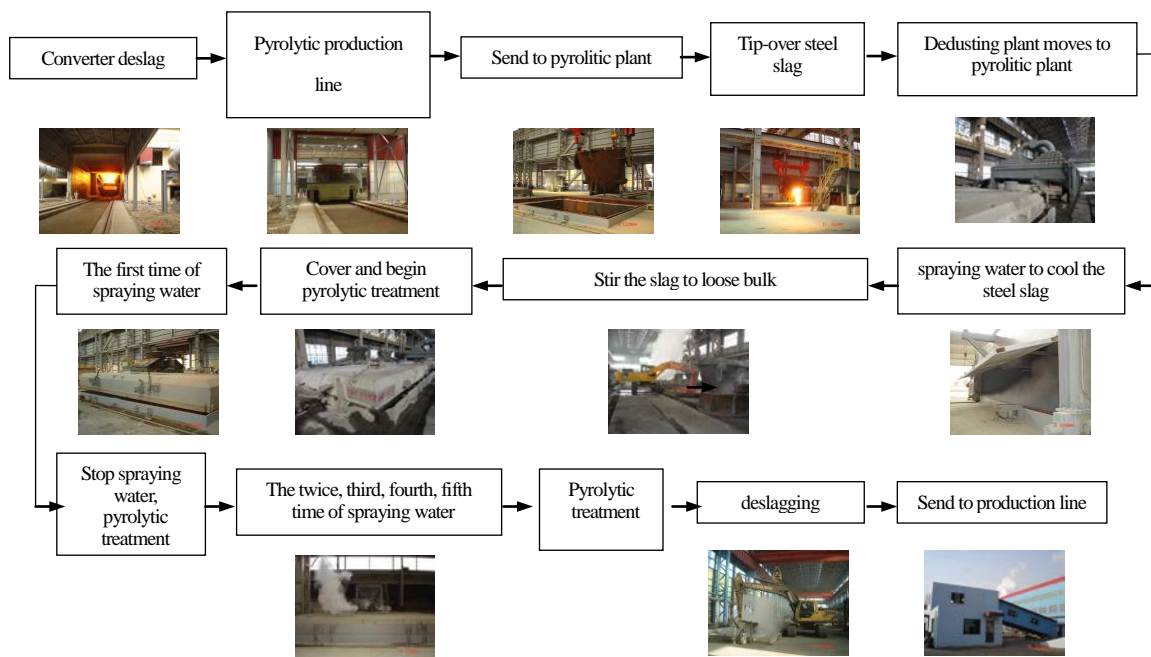 Converter deslag
Pyrolytic production
line
Send to pyrolitic plant
Tip-over steel
slag
Dedusting plant moves to
pyrolitic plant
The first time of
spraying water
Cover and begin
pyrolytic treatment
Stir the slag to loose bulk
spraying water to cool the
steel slag
Stop spraying
water,
pyrolytic
treatment
The twice, third, fourth, fifth
time of spraying water
Pyrolytic
treatment
deslagging
Send to production line